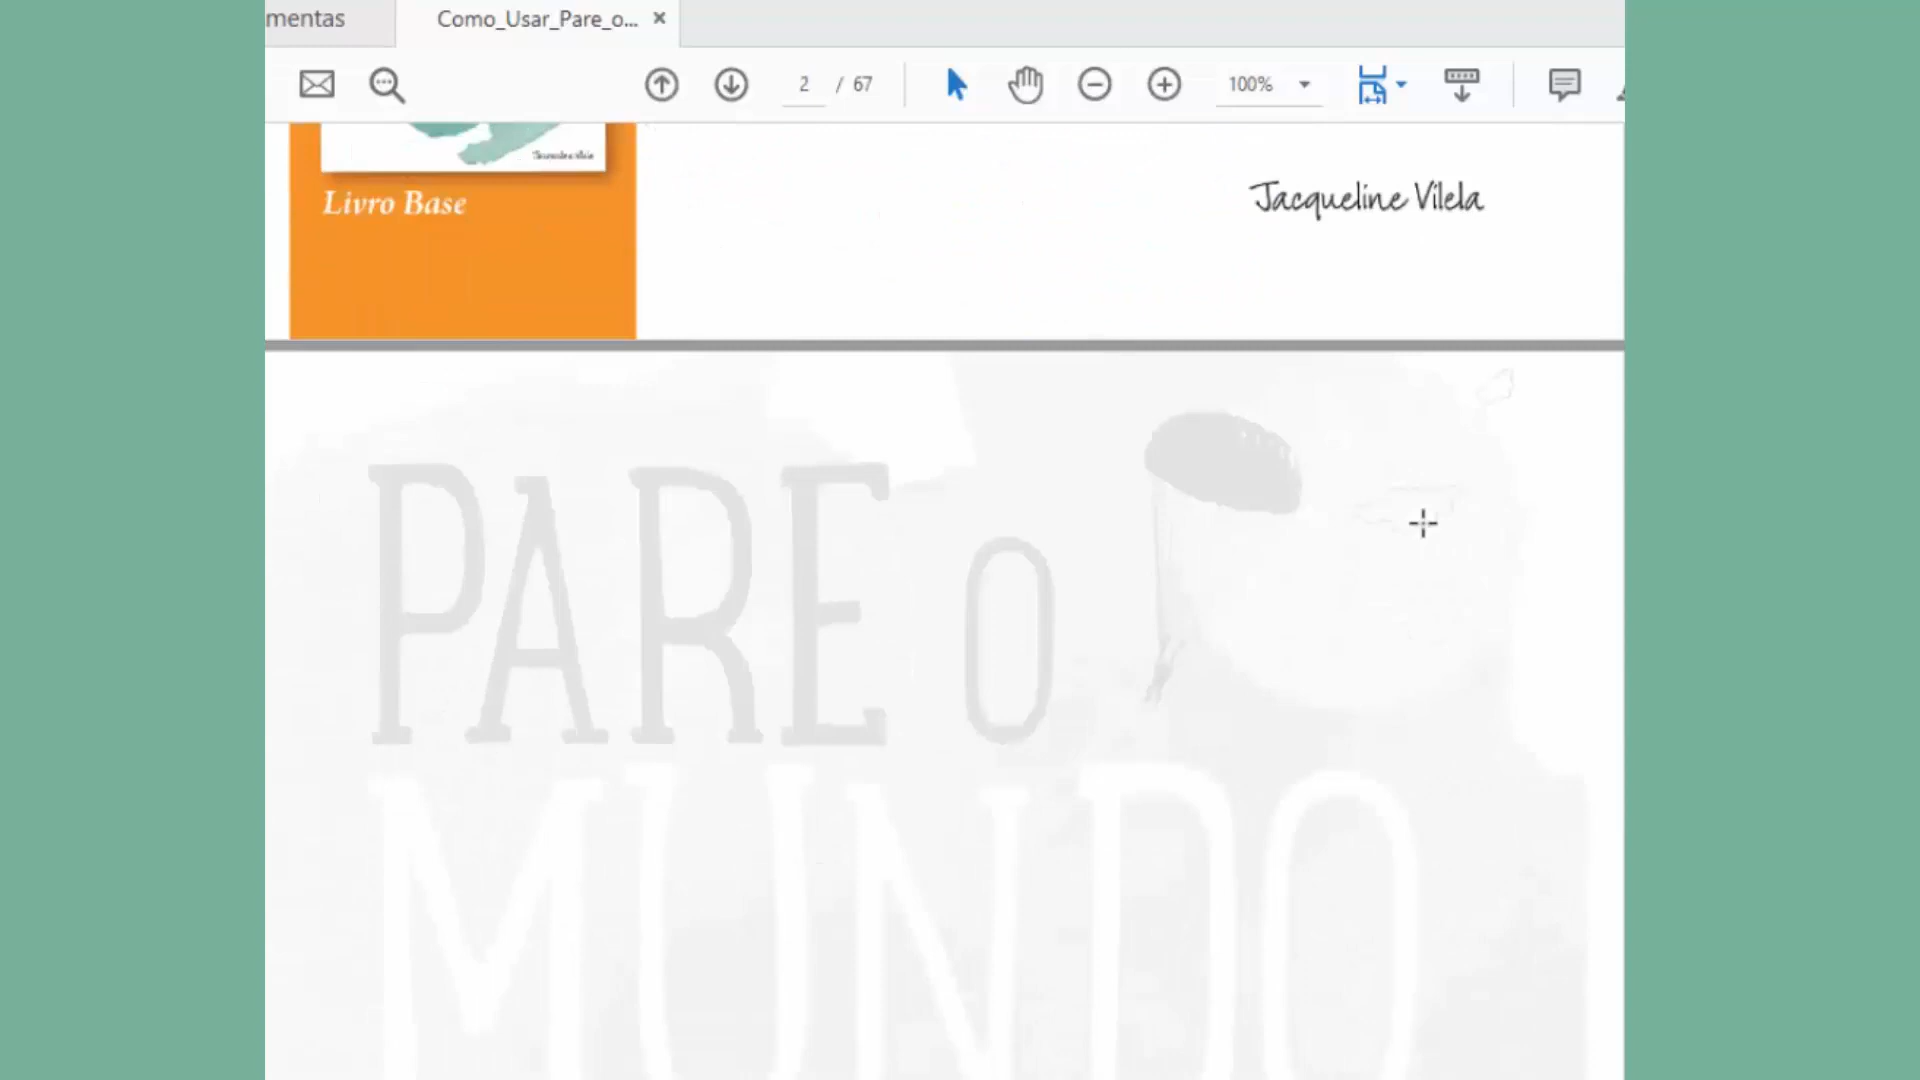 mentas
Como_Usar_Pare_o...
2 / 67
100%
Livro Base
Jacqueline Vilela
PARE O
MUNDO